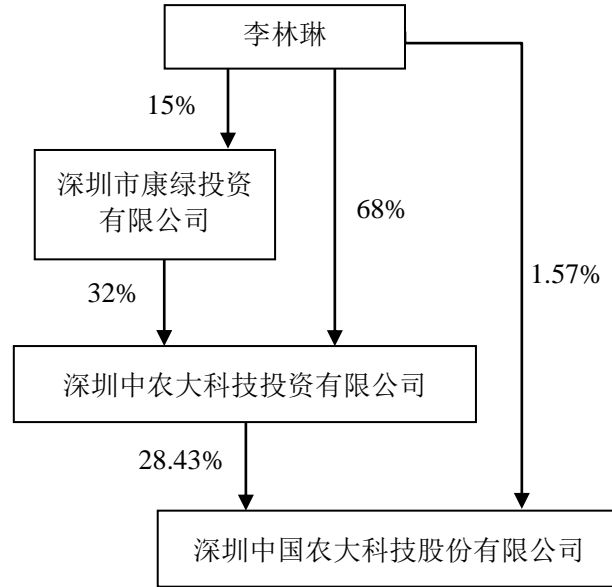 李林琳
15%
深圳市康绿投资
有限公司
68%
1.57%
32%
深圳中农大科技投资有限公司
28.43%
深圳中国农大科技股份有限公司